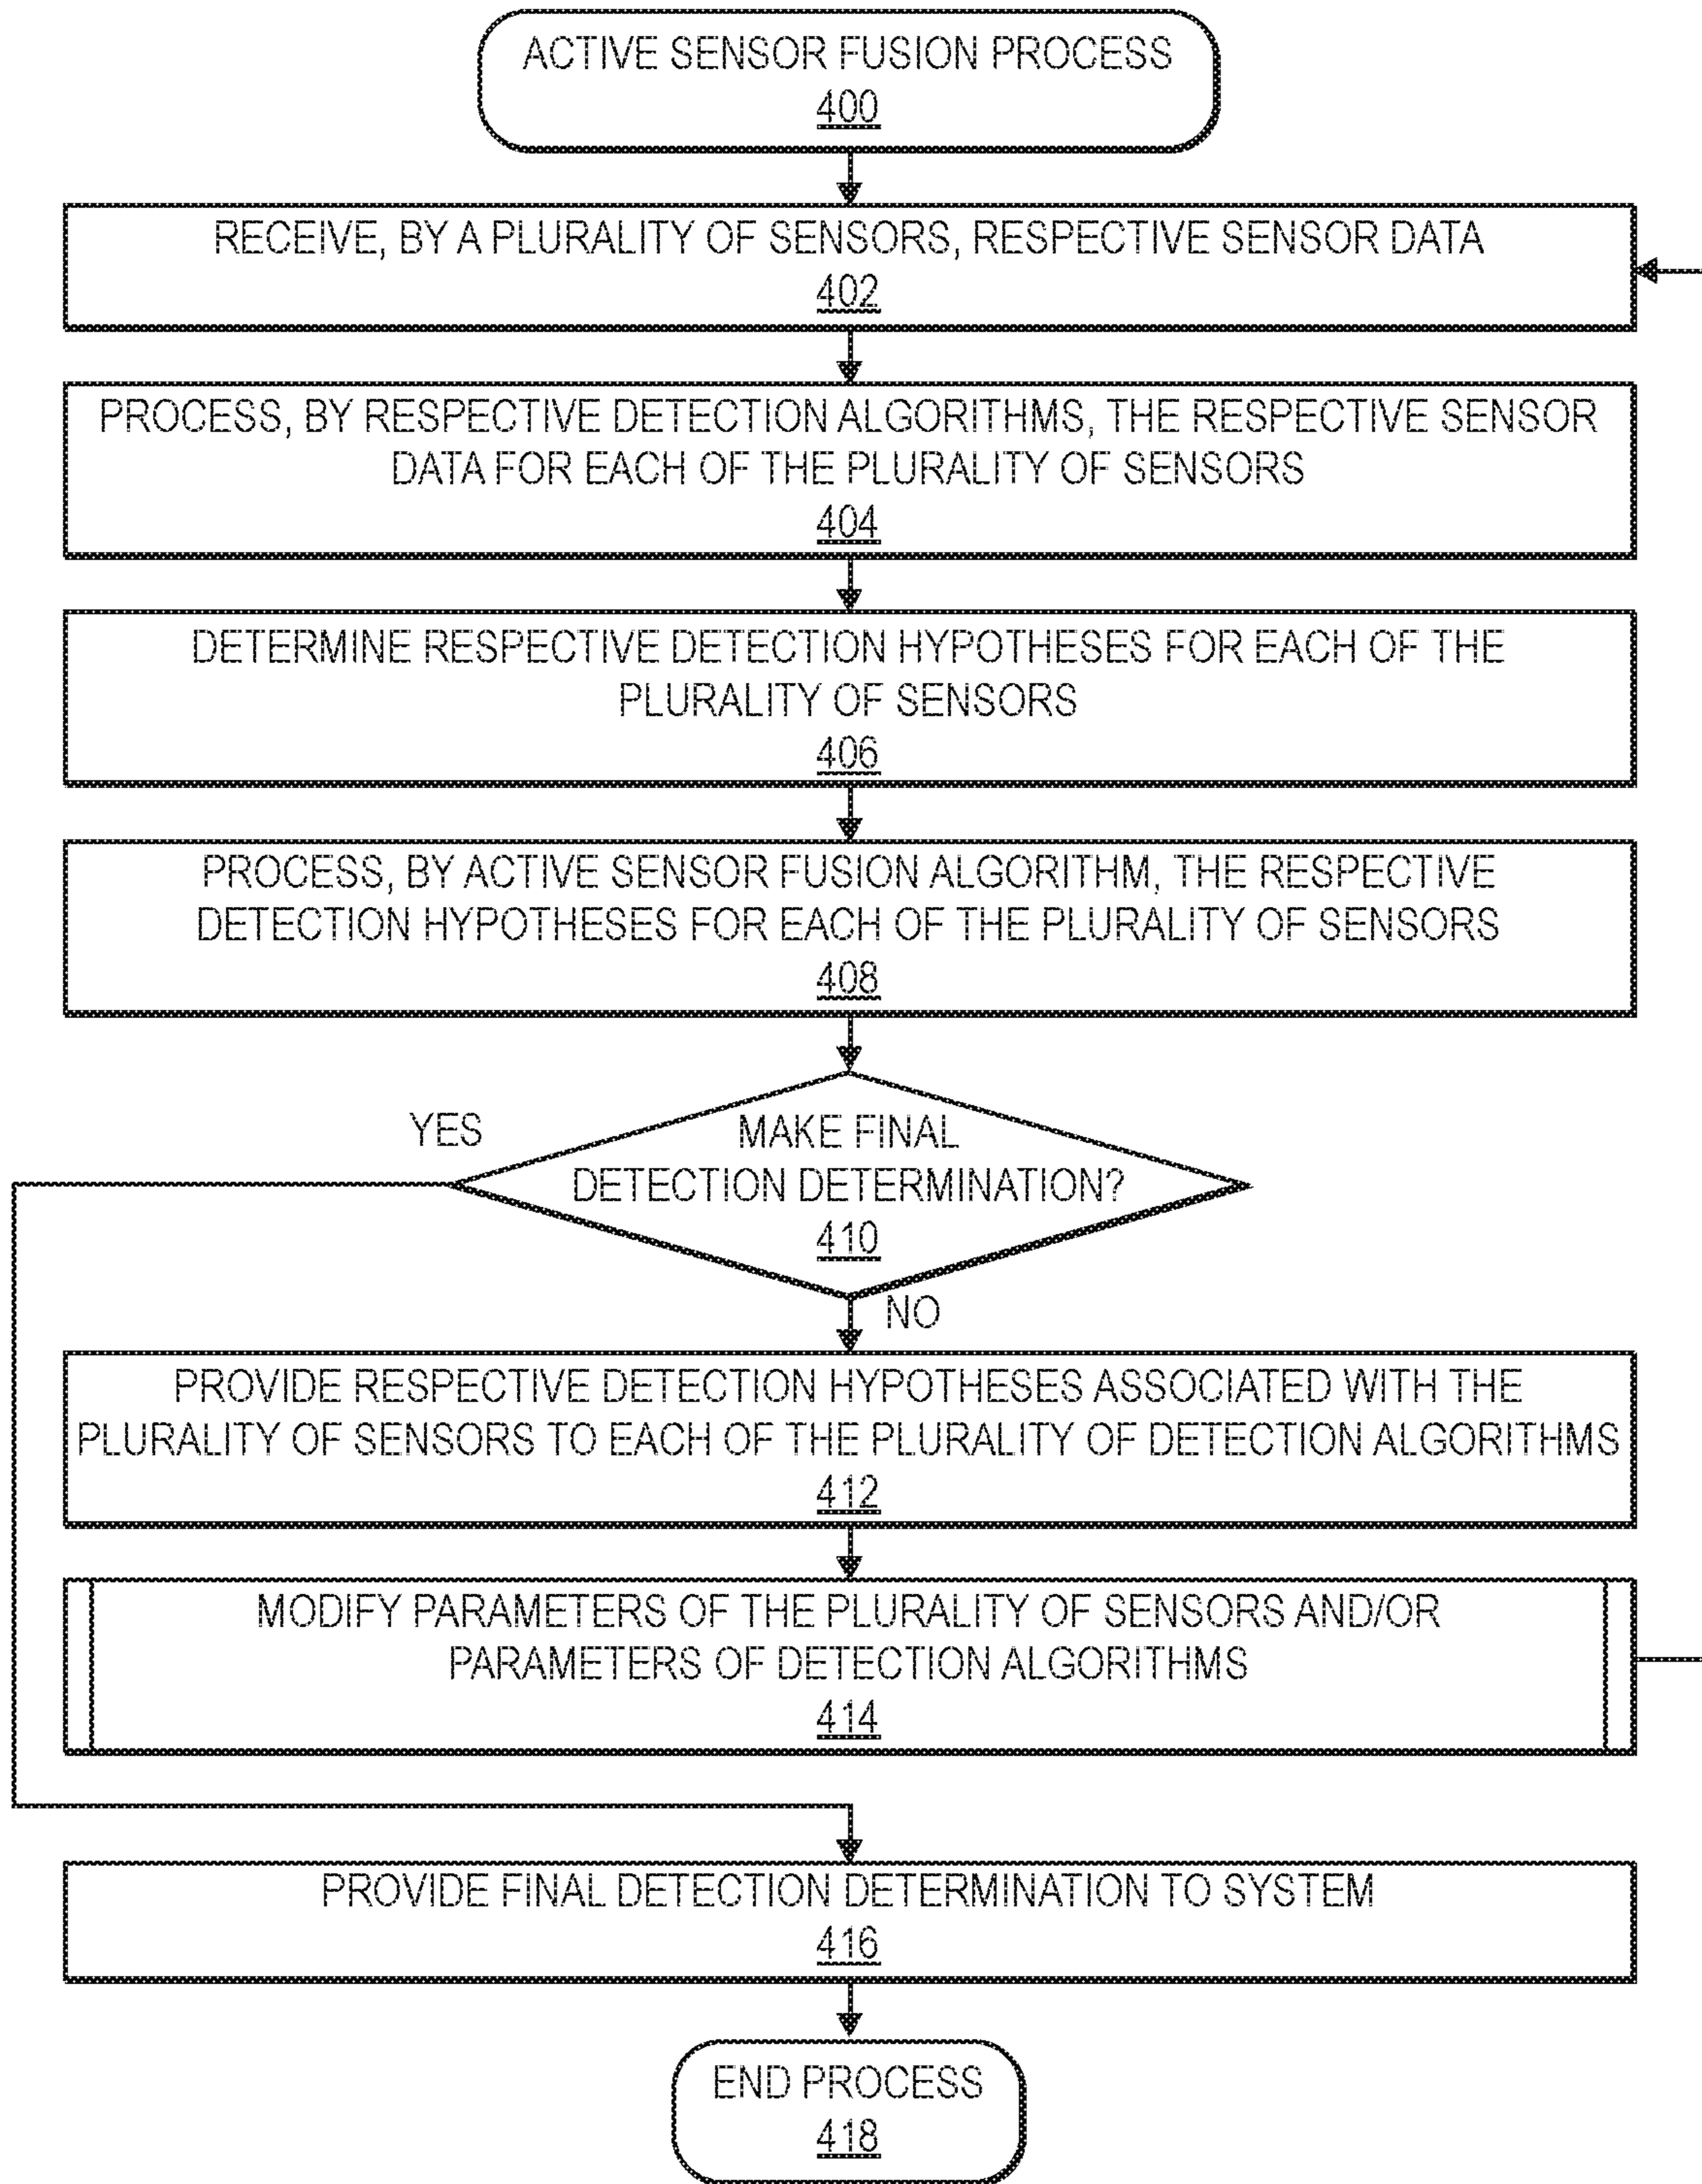 ACTIVE SENSOR FUSION PROCESS
400
RECEIVE, BY A PLURALITY OF SENSORS, RESPECTIVE SENSOR DATA
402
PROCESS, BY RESPECTIVE DETECTION ALGORITHMS, THE RESPECTIVE SENSOR
DATA FOR EACH OF THE PLURALITY OF SENSORS
404
DETERMINE RESPECTIVE DETECTION HYPOTHESES FOR EACH OF THE
PLURALITY OF SENSORS
406
PROCESS, BY ACTIVE SENSOR FUSION ALGORITHM, THE RESPECTIVE
DETECTION HYPOTHESES FOR EACH OF THE PLURALITY OF SENSORS
408
YES
MAKE FINAL
DETECTION DETERMINATION?
410
NO
PROVIDE RESPECTIVE DETECTION HYPOTHESES ASSOCIATED WITH THE
PLURALITY OF SENSORS TO EACH OF THE PLURALITY OF DETECTION ALGORITHMS
412
MODIFY PARAMETERS OF THE PLURALITY OF SENSORS AND/OR
PARAMETERS OF DETECTION ALGORITHMS
414
PROVIDE FINAL DETECTION DETERMINATION TO SYSTEM
416
END PROCESS
418